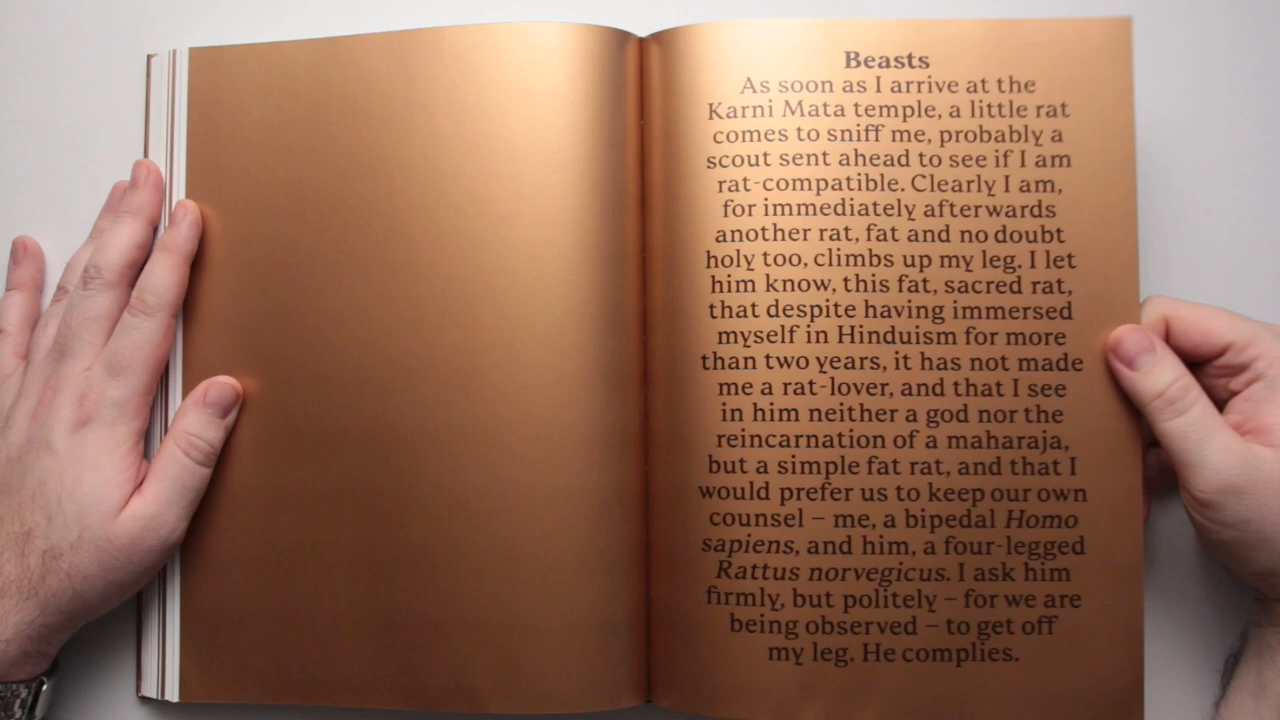 Beasts
As soon as I arrive at the
Karni Mata temple, a little rat
comes to sniff me, probably a
scout sent ahead to see if I am
rat-compatible. Clearly I am,
for immediately afterwards
another rat, fat and no doubt
holy too, climbs up my leg. I let
him know, this fat, sacred rat,
that despite having immersed
myself in Hinduism for more
than two years, it has not made
me a rat-lover, and that I see
in him neither a god nor the
reincarnation of a maharaja,
but a simple fat rat, and that I
would prefer us to keep our own
counsel – me, a bipedal Homo
sapiens, and him, a four-legged
Rattus norvegicus. I ask him
firmly, but politely – for we are
being observed – to get off
my leg. He complies.